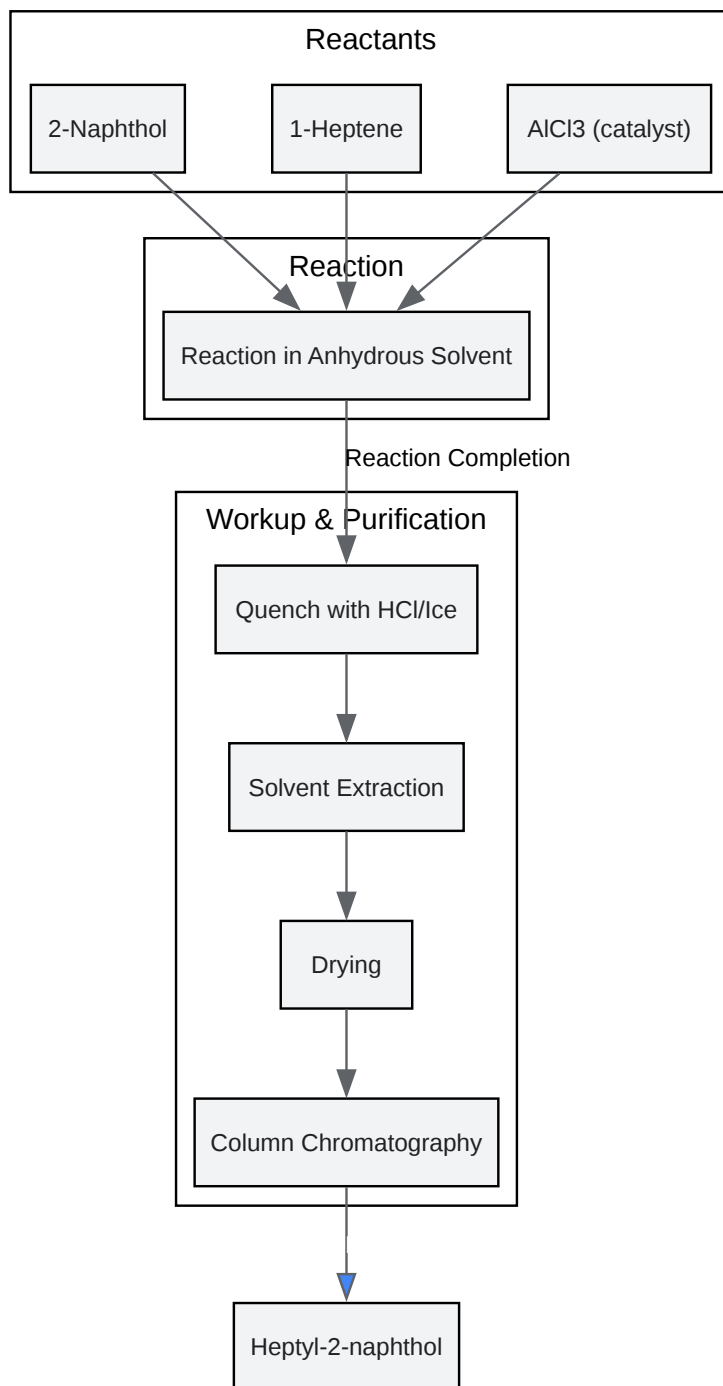 Reactants
2-Naphthol
1-Heptene
AlCl3 (catalyst)
Reaction
Reaction in Anhydrous Solvent
Reaction Completion
Workup & Purification
Quench with HCl/Ice
Solvent Extraction
Drying
Column Chromatography
Heptyl-2-naphthol